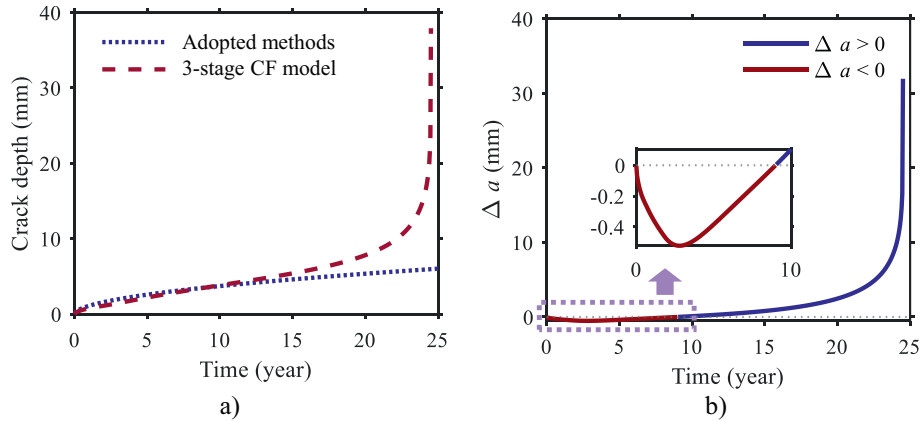 40
30
20
10
0
Crack depth (mm)
Adopted methods
3-stage CF model
0 5 10 15 20 25
Time (year)
a)
40
30
20
10
0
Δ a (mm)
Δ a > 0
Δ a < 0
0
-0.2
-0.4
0 10
0 5 10 15 20 25
Time (year)
b)